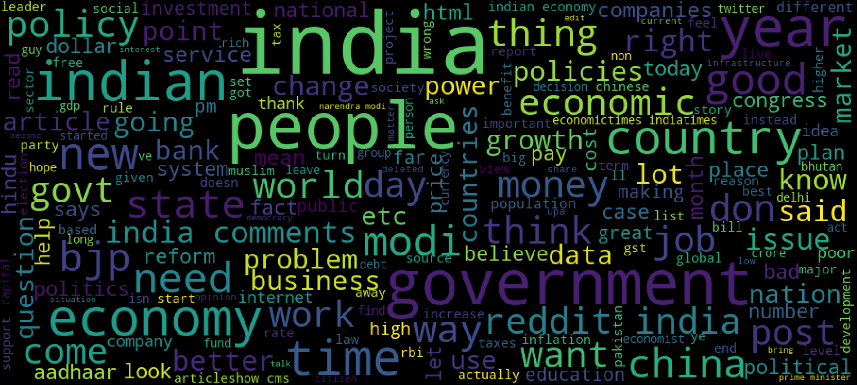 leader
social
investment
national
html
indian economy
companies
twitter
different
policy
point
tax
india
project
wrong
thing
edit
current
feel
year
guy
interest
rich
dollar
service
change
society
right
live
infrastructure
read
sector
free
set
got
indian
power
policies
today
non
report
decision
chinese
higher
good
market
gdp
rule
pm
thank
narendra modi
ask
people
matter
person
benefit
economic
story
congress
article
going
started
new
ve
bank
mean
turn
group
far
deleted
countries
important
economictimes indiatimes
instead
growth
cost
country
idea
party
hope
second
election
hindu
given
system
doesn
muslim
leave
price
currency
view
big
pay
term
ll
month
place
plan
reason
bhutan
govt
state
world
day
fact
public
democracy
share
money
population
upa
making
lot
delhi
best
know
says
based
long
etc
case
list
don
said
bill
act
help
india comments
modi
think
great
gst
job
issue
crore
poor
question
bjp
reform
problem
source
believe
data
global
low
major
politics
isn
need
business
debt
away
government
bad
nation
level
development
support
capital
situation
start
opinion
internet
economy
work
find
high
way
reddit india
number
post
company
fund
rate
law
increase
inflation
economist
ye
end
bring
come
better
time
rbi
let
use
taxes
want
pakistan
china
political
aadhaar
look
articleshow cms
talk
citizen
actually
education
prime minister